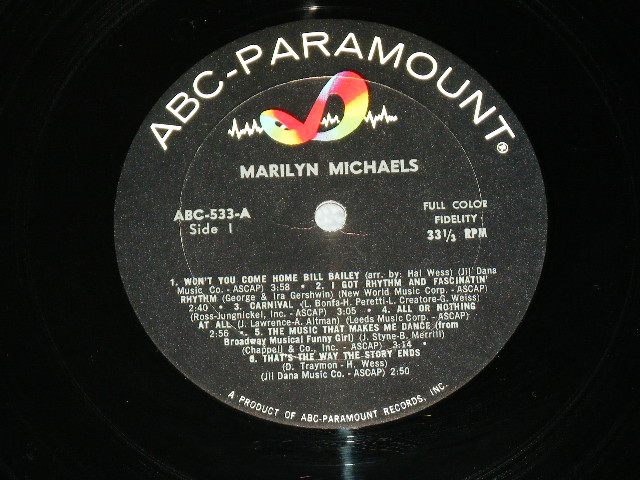 ABC-PARAMOUNT®
MARILYN MICHAELS
ABC-533-A
Side 1
FULL COLOR
FIDELITY
33 1/3 RPM
1. WON'T YOU COME HOME BILL BAILEY (arr. by: Hal Wess) (Jil' Dana
Music Co. - ASCAP) 3:58 • 2. I GOT RHYTHM AND FASCINATIN'
RHYTHM (George & Ira Gershwin) (New World Music Corp. - ASCAP)
2:40 • 3. CARNIVAL (L. Bonfa-H. Peretti-L. Creatore-G. Weiss)
(Ross-Jungnickel, Inc. - ASCAP) 3:05 • 4. ALL OR NOTHING
AT ALL (J. Lawrence-A. Altman) (Leeds Music Corp. - ASCAP)
2:56 • 5. THE MUSIC THAT MAKES ME DANCE (from
Broadway Musical Funny Girl) (J. Styne-B. Merrill)
(Chappell & Co., Inc. - ASCAP) 3:14 •
6. THAT'S THE WAY THE STORY ENDS
(D. Traymon - H. Wess)
(Jil Dana Music Co. - ASCAP) 2:50
A PRODUCT OF ABC-PARAMOUNT RECORDS, INC.